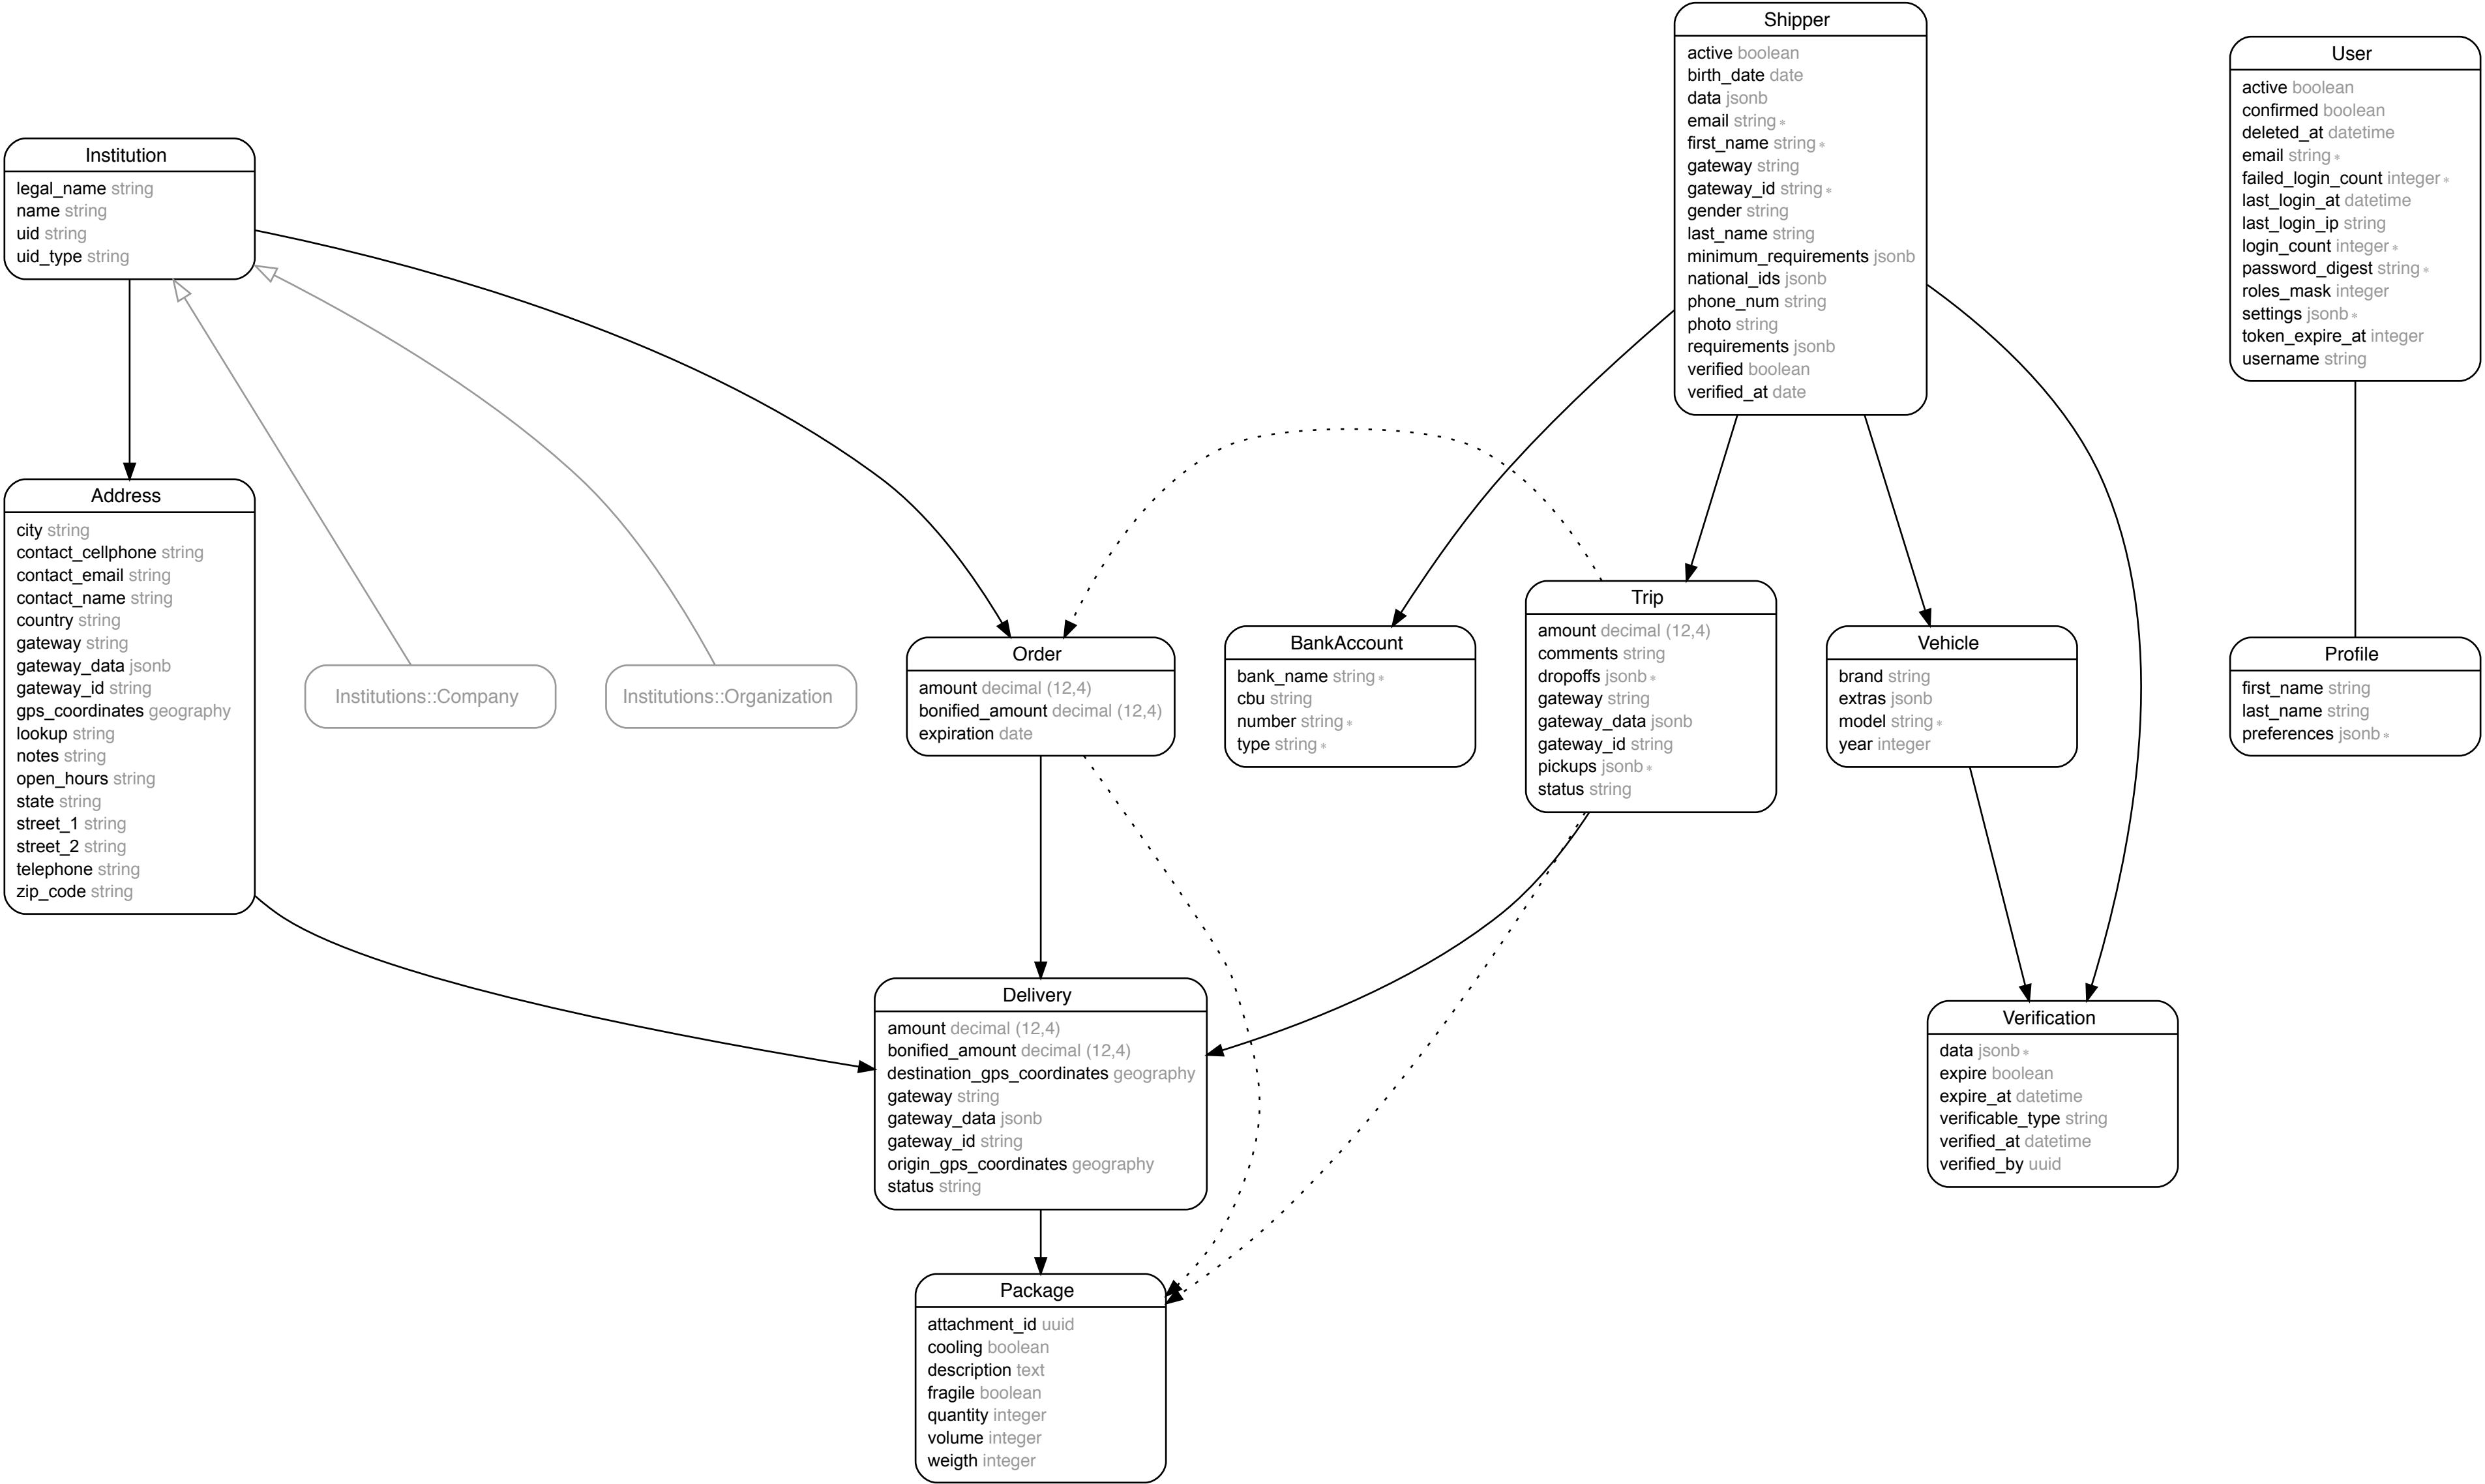 Shipper
active boolean
birth_date date
data jsonb
email string *
first_name string *
gateway string
gateway_id string *
gender string
last_name string
minimum_requirements jsonb
national_ids jsonb
phone_num string
photo string
requirements jsonb
verified boolean
verified_at date
User
active boolean
confirmed boolean
deleted_at datetime
email string *
failed_login_count integer *
last_login_at datetime
last_login_ip string
login_count integer *
password_digest string *
roles_mask integer
settings jsonb *
token_expire_at integer
username string
Institution
legal_name string
name string
uid string
uid_type string
Address
city string
contact_cellphone string
contact_email string
contact_name string
country string
gateway string
gateway_data jsonb
gateway_id string
gps_coordinates geography
lookup string
notes string
open_hours string
state string
street_1 string
street_2 string
telephone string
zip_code string
Institutions::Company
Institutions::Organization
Order
amount decimal (12,4)
bonified_amount decimal (12,4)
expiration date
BankAccount
bank_name string *
cbu string
number string *
type string *
Trip
amount decimal (12,4)
comments string
dropoffs jsonb *
gateway string
gateway_data jsonb
gateway_id string
pickups jsonb *
status string
Vehicle
brand string
extras jsonb
model string *
year integer
Profile
first_name string
last_name string
preferences jsonb *
Delivery
amount decimal (12,4)
bonified_amount decimal (12,4)
destination_gps_coordinates geography
gateway string
gateway_data jsonb
gateway_id string
origin_gps_coordinates geography
status string
Verification
data jsonb *
expire boolean
expire_at datetime
verificable_type string
verified_at datetime
verified_by uuid
Package
attachment_id uuid
cooling boolean
description text
fragile boolean
quantity integer
volume integer
weigth integer